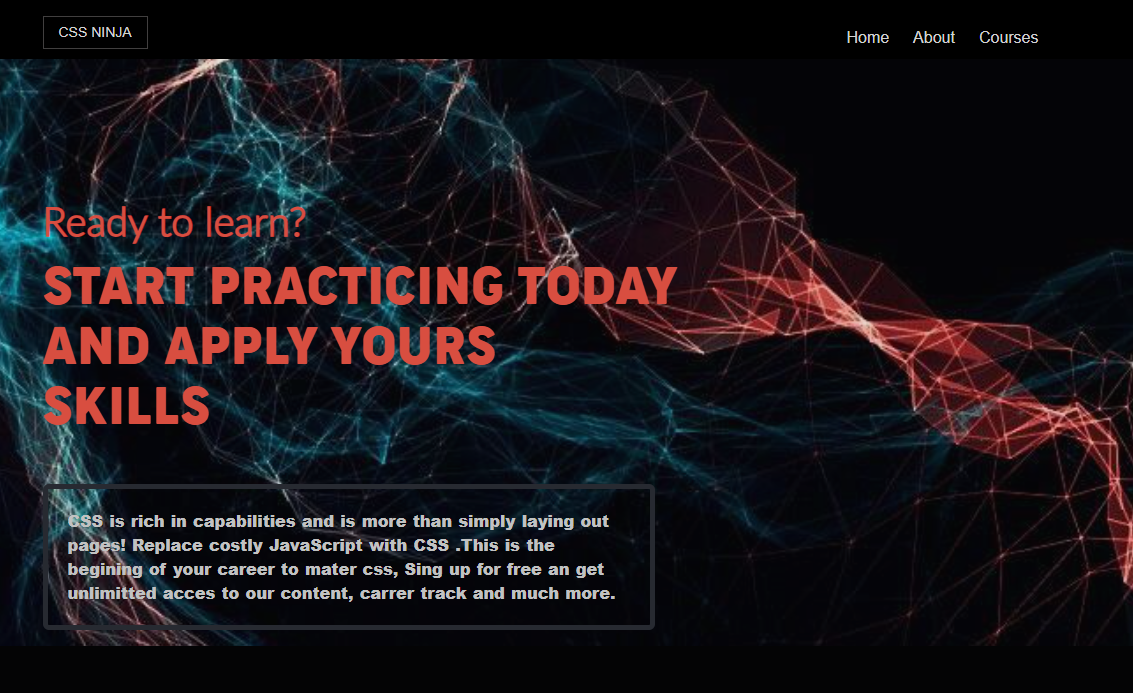 CSS NINJA
Home About Courses
Ready to learn?
START PRACTICING TODAY
AND APPLY YOURS
SKILLS
CSS is rich in capabilities and is more than simply laying out
pages! Replace costly JavaScript with CSS .This is the
begining of your career to mater css, Sing up for free an get
unlimitted acces to our content, carrer track and much more.